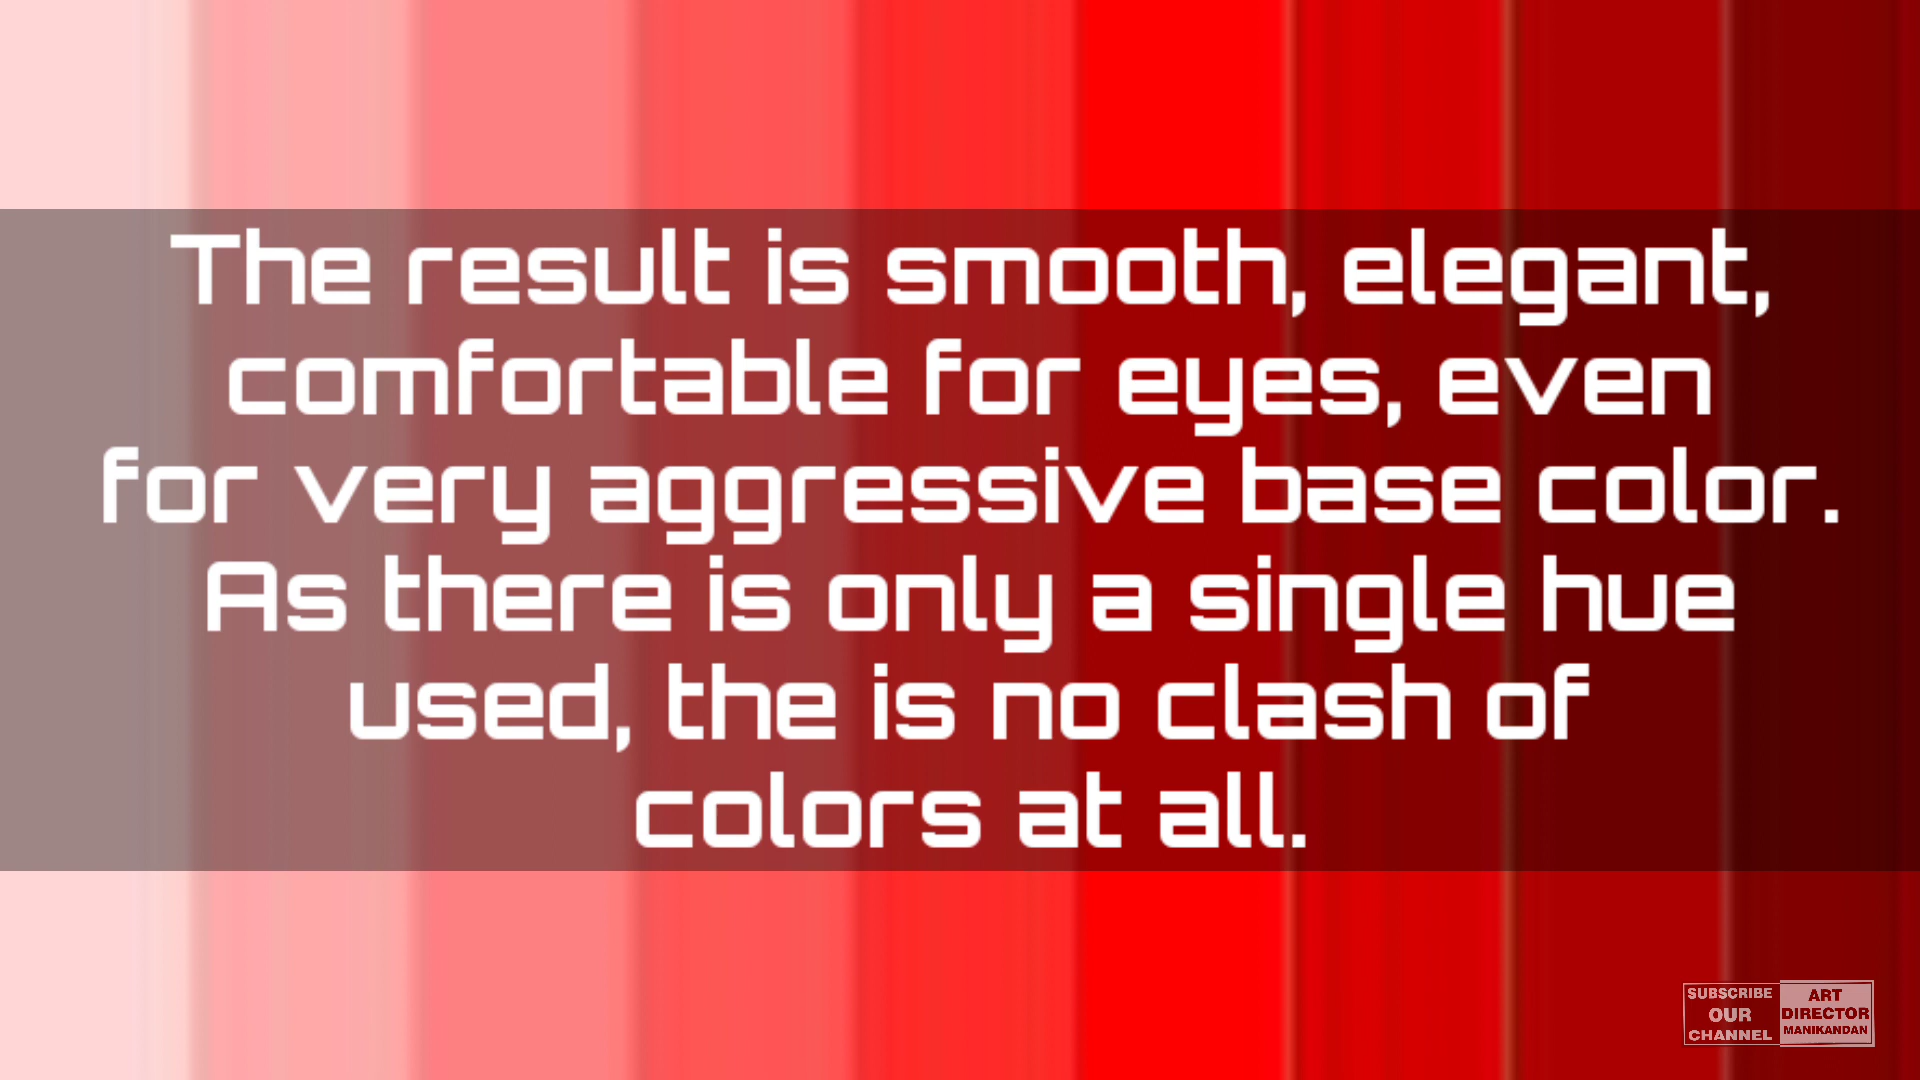 The result is smooth, elegant,
comfortable for eyes, even
for very aggressive base color.
As there is only a single hue
used, the is no clash of
colors at all.
SUBSCRIBE
OUR
CHANNEL
ART
DIRECTOR
MANIKANDAN